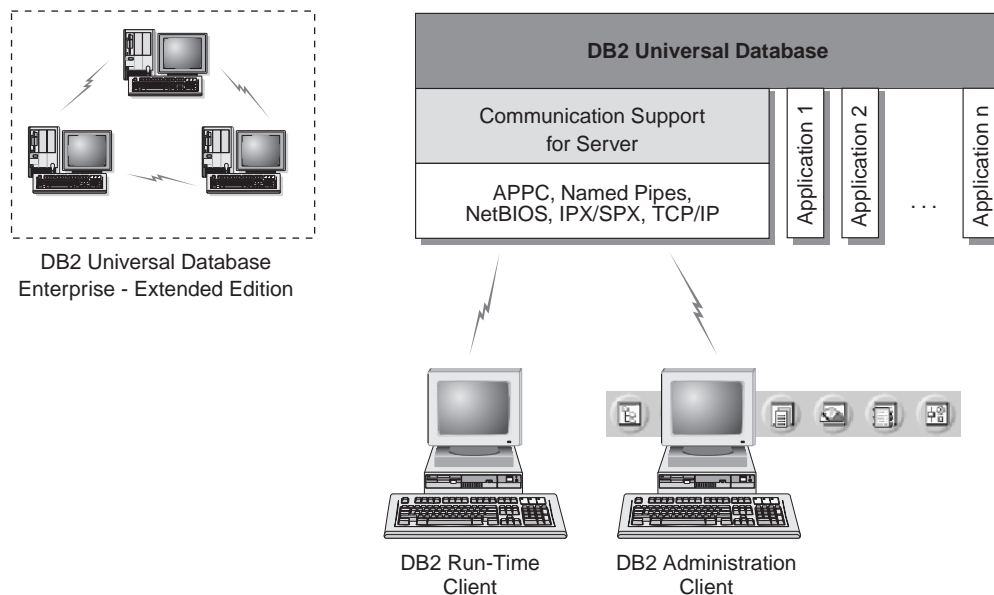 DB2 Universal Database
Enterprise - Extended Edition
DB2 Universal Database
Communication Support
for Server
APPC, Named Pipes,
NetBIOS, IPX/SPX, TCP/IP
Application 1
Application 2
. . .
Application n
DB2 Run-Time
Client
DB2 Administration
Client